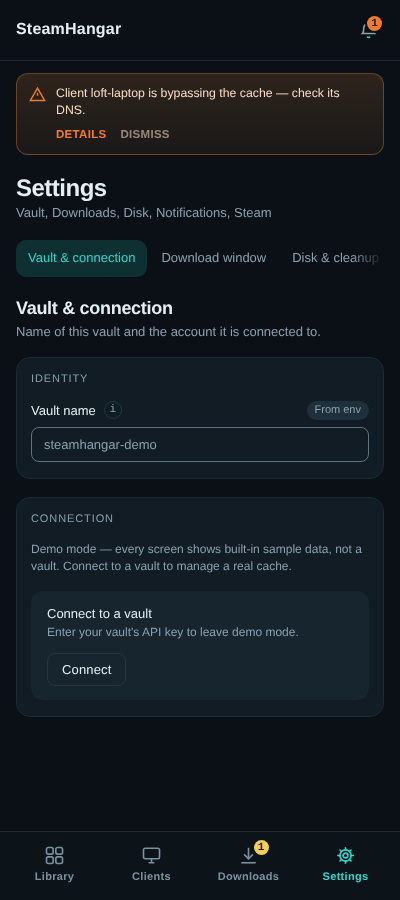 SteamHangar
1
Client loft-laptop is bypassing the cache — check its
DNS.
DETAILS DISMISS
Settings
Vault, Downloads, Disk, Notifications, Steam
Vault & connection Download window Disk & cleanup
Vault & connection
Name of this vault and the account it is connected to.
IDENTITY
Vault name i From env
steamhangar-demo
CONNECTION
Demo mode — every screen shows built-in sample data, not a
vault. Connect to a vault to manage a real cache.
Connect to a vault
Enter your vault's API key to leave demo mode.
Connect
1
Library Clients Downloads Settings